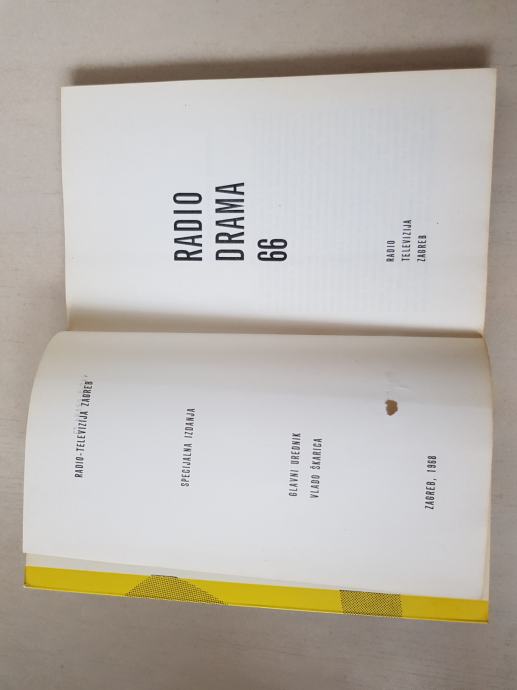 RADIO-TELEVIZIJA ZAGREB
SPECIJALNA IZDANJA
GLAVNI UREDNIK
VLADO ŠKARICA
ZAGREB, 1968
RADIO
DRAMA
66
RADIO
TELEVIZIJA
ZAGREB